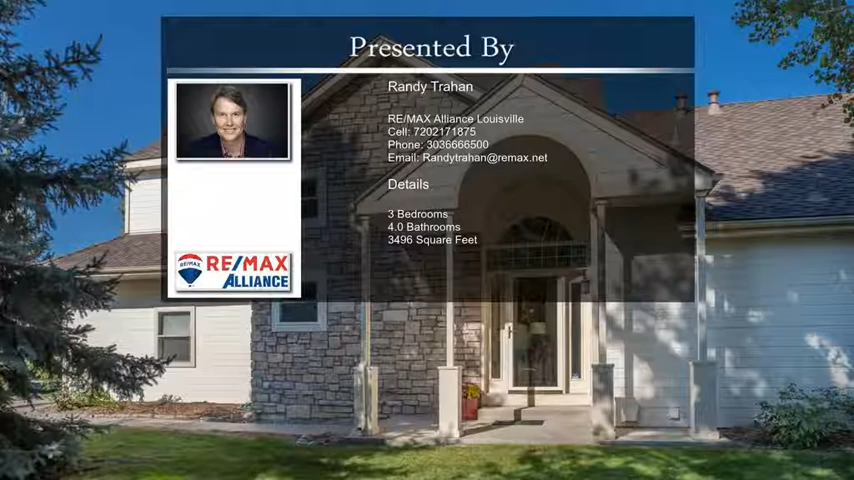 Presented By
Randy Trahan
RE/MAX Alliance Louisville
Cell: 7202171875
Phone: 3036666500
Email: Randytrahan@remax.net
Details
3 Bedrooms
4.0 Bathrooms
3496 Square Feet
RE/MAX
RE/MAX
ALLIANCE